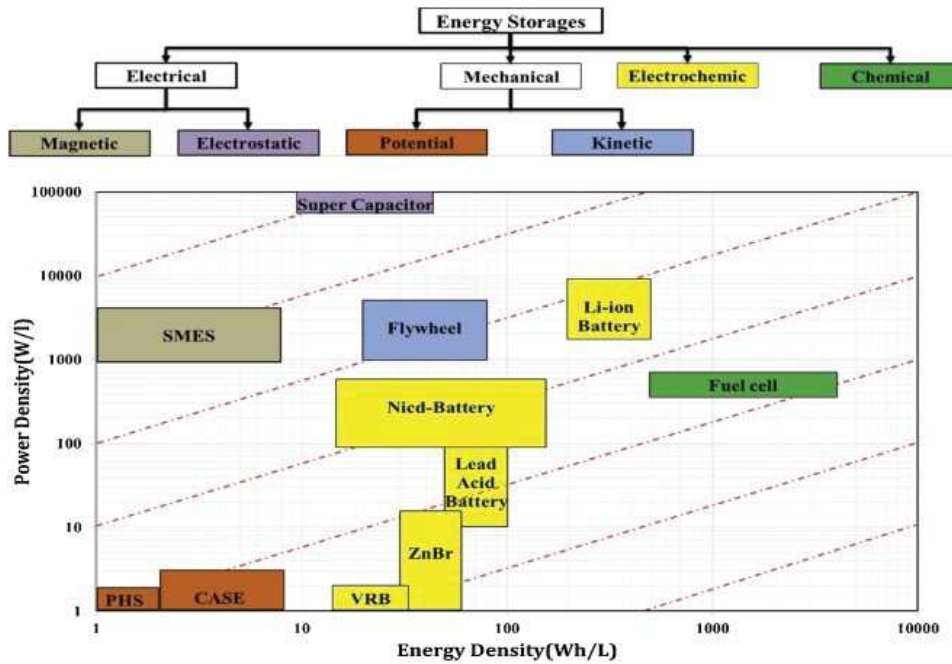 Energy Storages
Electrical
Mechanical
Electrochemic
Chemical
Magnetic
Electrostatic
Potential
Kinetic
Power Density(W/l)
100000
10000
1000
100
10
1
Super Capacitor
SMES
Flywheel
Li-ion
Battery
Fuel cell
Nicd-Battery
Lead
Acid
Battery
ZnBr
PHS
CASE
VRB
1
10
100
1000
10000
Energy Density(Wh/L)